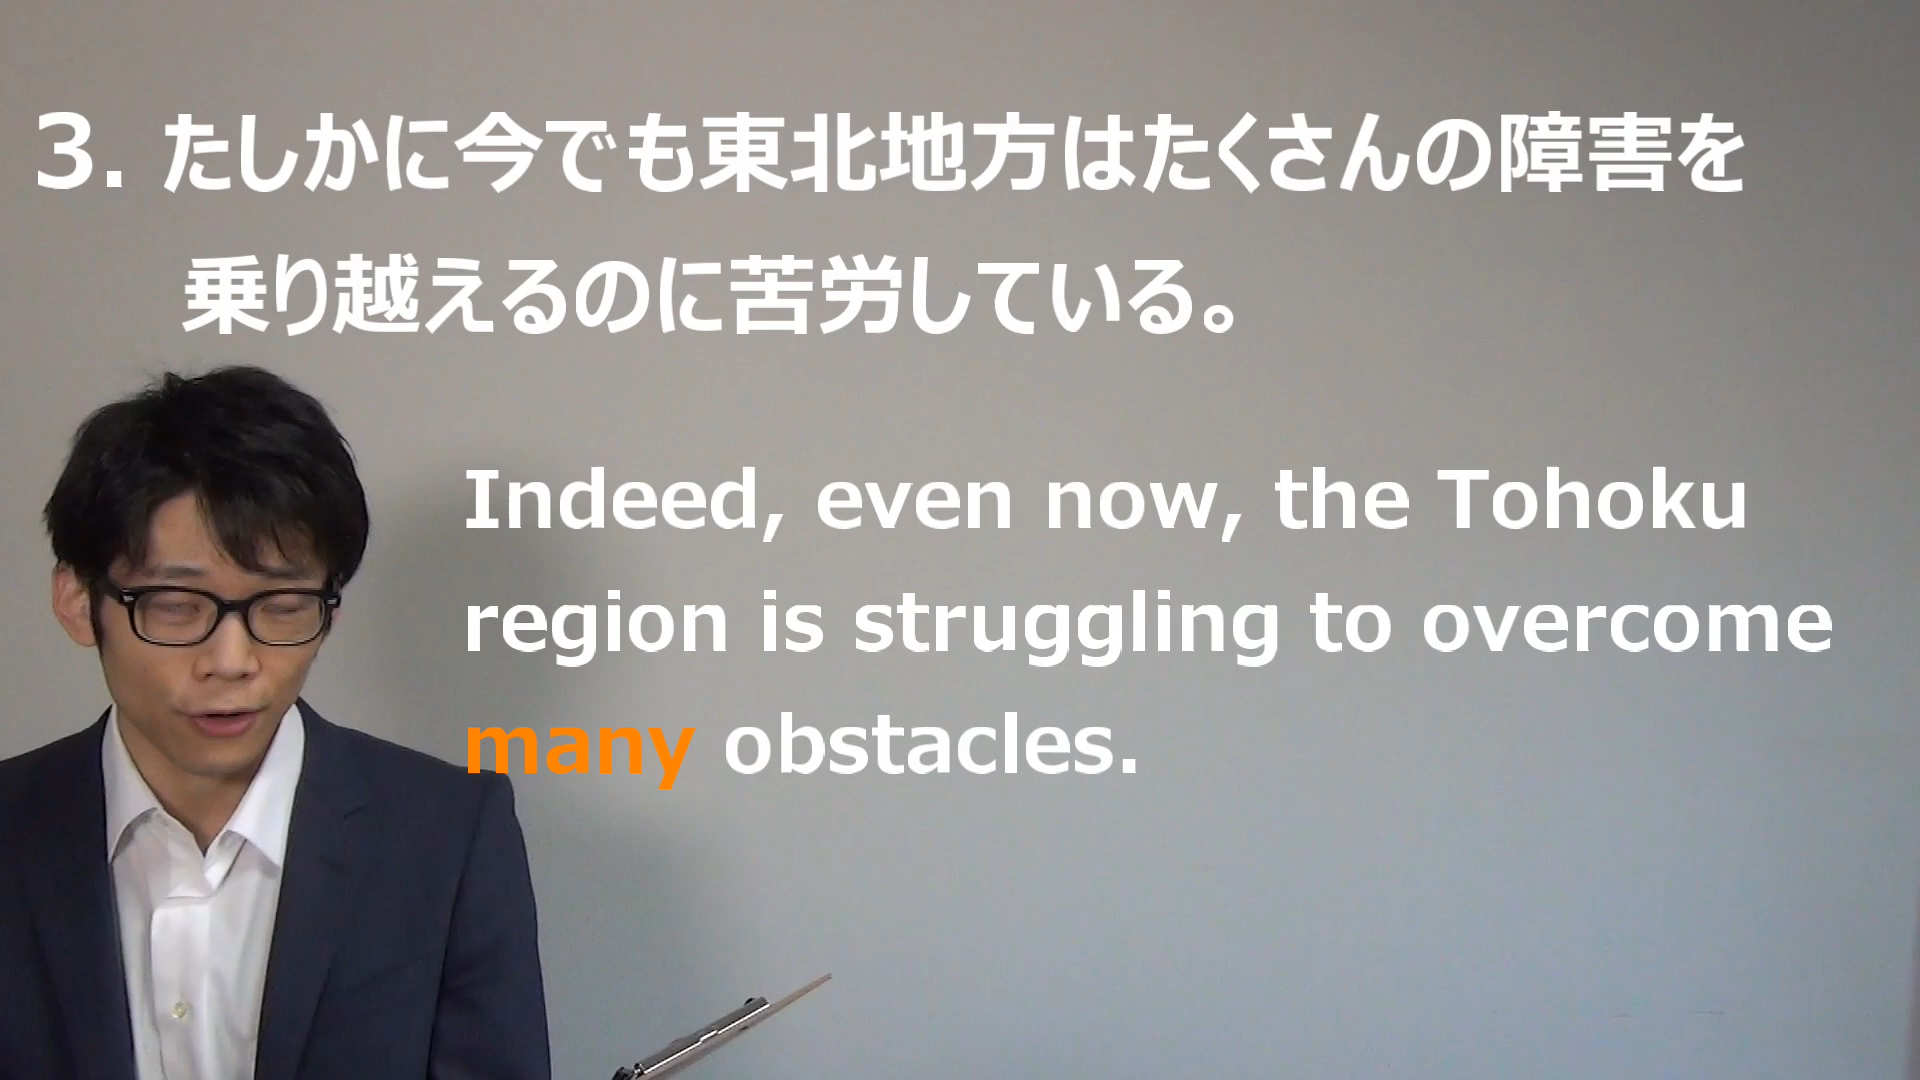 3. たしかに今でも東北地方はたくさんの障害を
乗り越えるのに苦労している。
Indeed, even now, the Tohoku
region is struggling to overcome
many obstacles.